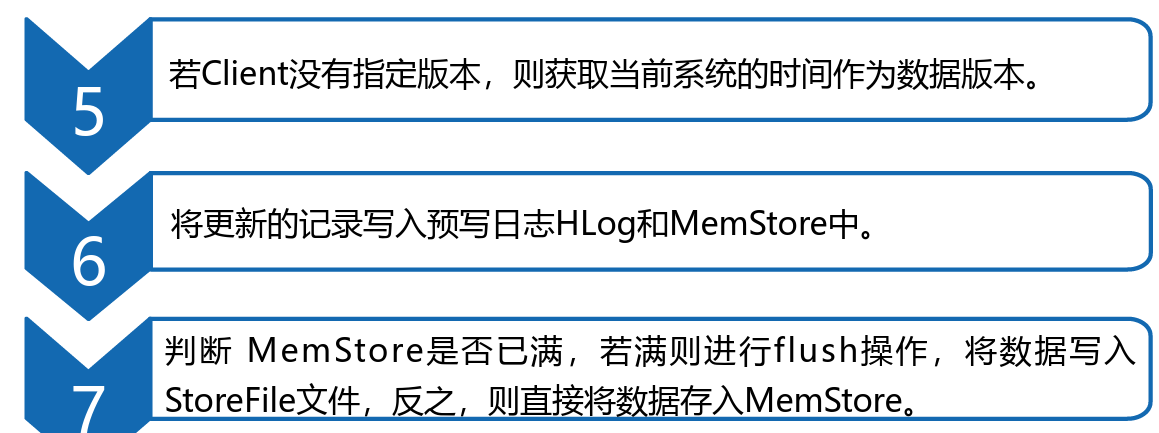 5
若Client没有指定版本，则获取当前系统的时间作为数据版本。
6
将更新的记录写入预写日志HLog和MemStore中。
7
判断 MemStore是否已满，若满则进行flush操作，将数据写入
StoreFile文件，反之，则直接将数据存入MemStore。